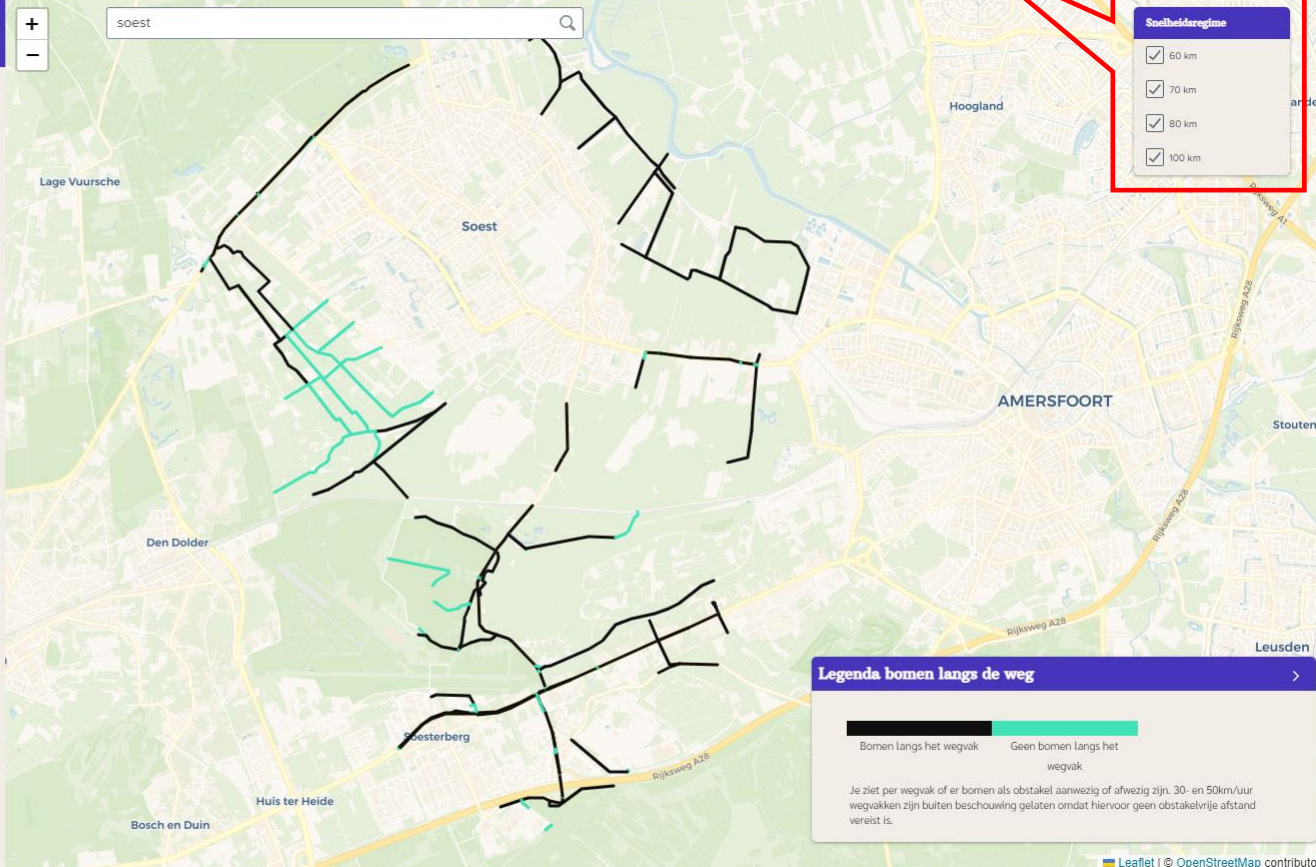 +
−
soest
Snelheidsregime
60 km
70 km
80 km
100 km
Hoogland
Rijksweg A1
Lage Vuursche
Soest
Rijksweg A28
AMERSFOORT
Stouten
Rijksweg A28
Den Dolder
Rijksweg A28
Leusden
Soesterberg
Rijksweg A28
Huis ter Heide
Bosch en Duin
Legenda bomen langs de weg
Bomen langs het wegvak
Geen bomen langs het
wegvak
Je ziet per wegvak of er bomen als obstakel aanwezig of afwezig zijn. 30- en 50km/uur
wegvakken zijn buiten beschouwing gelaten omdat hiervoor geen obstakelvrije afstand
vereist is.
Leaflet | © OpenStreetMap contributo